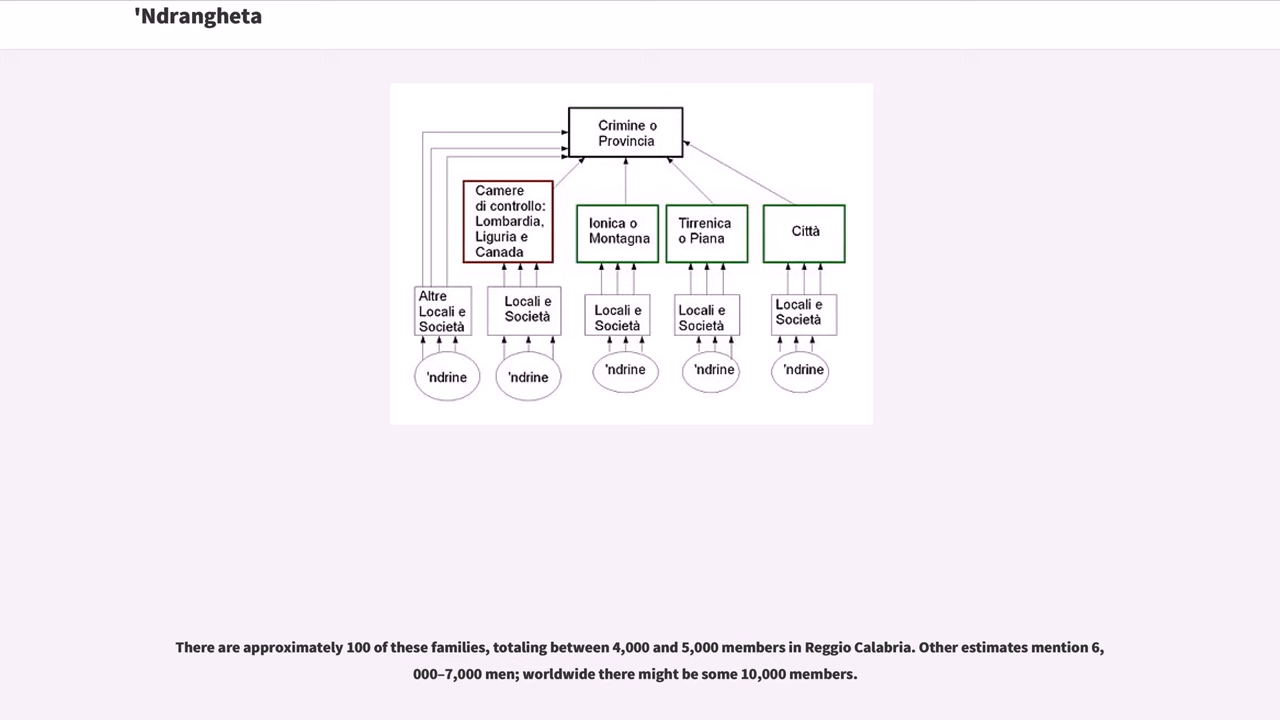 'Ndrangheta
Crimine o
Provincia
Camere
di controllo:
Lombardia,
Liguria e
Canada
Ionica o
Montagna
Tirrenica
o Piana
Città
Altre
Locali e
Società
Locali e
Società
Locali e
Società
Locali e
Società
Locali e
Società
'ndrine
'ndrine
'ndrine
'ndrine
'ndrine
There are approximately 100 of these families, totaling between 4,000 and 5,000 members in Reggio Calabria. Other estimates mention 6,
000–7,000 men; worldwide there might be some 10,000 members.